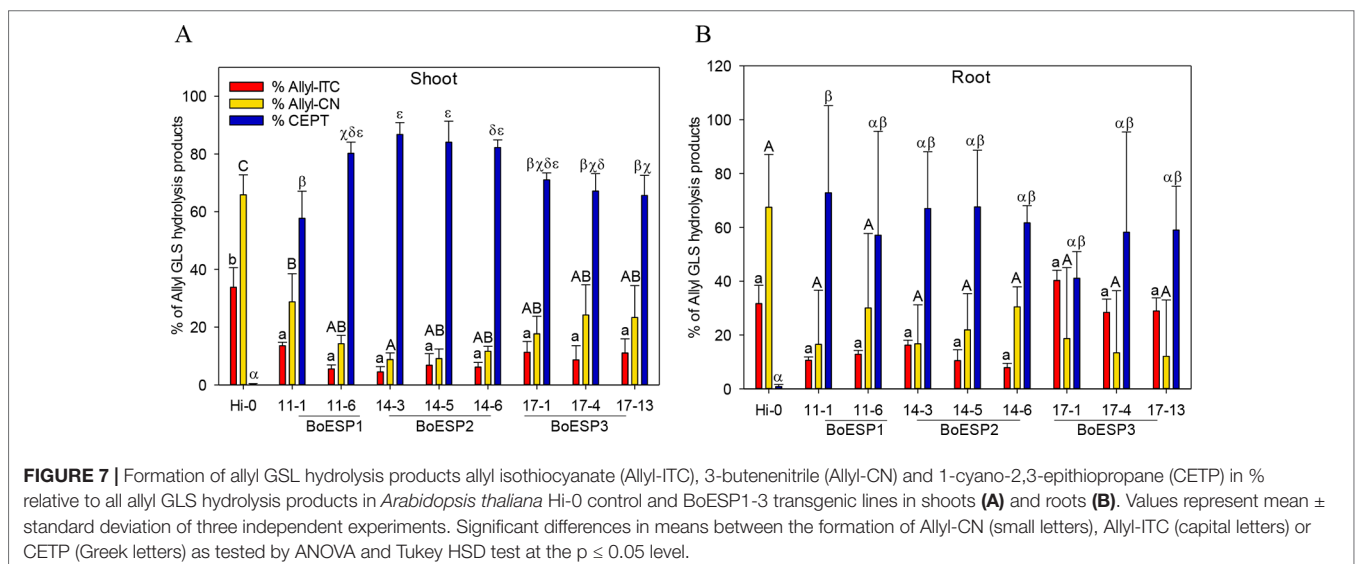 A
Shoot
% of Allyl GLS hydrolysis products
100
80
60
40
20
0
% Allyl-ITC
% Allyl-CN
% CEPT
b C α
a B β
a AB χδε
a A ε
a AB ε
a AB δε
a AB βχδε
a AB βχδ
a AB βχ
Hi-0 11-1 11-6 14-3 14-5 14-6 17-1 17-4 17-13
BoESP1 BoESP2 BoESP3
B
Root
% of Allyl GLS hydrolysis products
120
100
80
60
40
20
0
a A α
a A β
a A αβ
a A αβ
a A αβ
a A αβ
a A αβ
a A αβ
a A αβ
Hi-0 11-1 11-6 14-3 14-5 14-6 17-1 17-4 17-13
BoESP1 BoESP2 BoESP3
FIGURE 7 | Formation of allyl GSL hydrolysis products allyl isothiocyanate (Allyl-ITC), 3-butenenitrile (Allyl-CN) and 1-cyano-2,3-epithiopropane (CETP) in %
relative to all allyl GLS hydrolysis products in Arabidopsis thaliana Hi-0 control and BoESP1-3 transgenic lines in shoots (A) and roots (B). Values represent mean ±
standard deviation of three independent experiments. Significant differences in means between the formation of Allyl-CN (small letters), Allyl-ITC (capital letters) or
CETP (Greek letters) as tested by ANOVA and Tukey HSD test at the p ≤ 0.05 level.